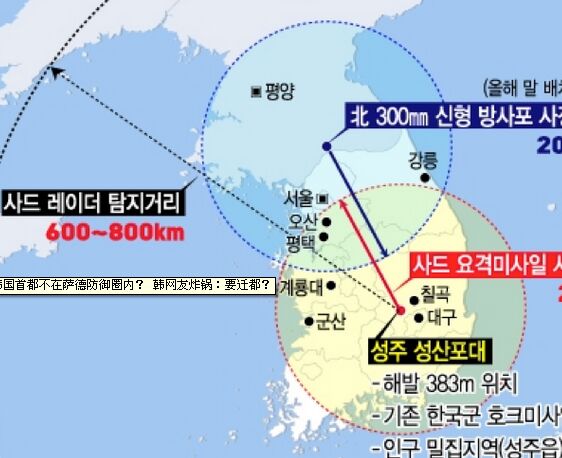 평양
(올해 말 배치
北 300mm 신형 방사포 사정
20
강릉
사드 레이더 탐지거리
600~800km
서울
오산
평택
사드 요격미사일 사
2
韩国首都不在萨德防御圈内? 韩网友炸锅:要迁都?
계룡대
칠곡
군산
대구
성주 성산포대
-해발 383m 위치
-기존 한국군 호크미사일
-인구 밀집지역(성주읍)